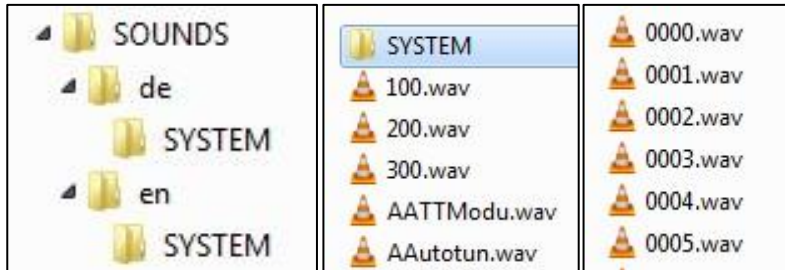 SOUNDS
de
SYSTEM
en
SYSTEM
SYSTEM
100.wav
200.wav
300.wav
AATTModu.wav
AAutotun.wav
0000.wav
0001.wav
0002.wav
0003.wav
0004.wav
0005.wav